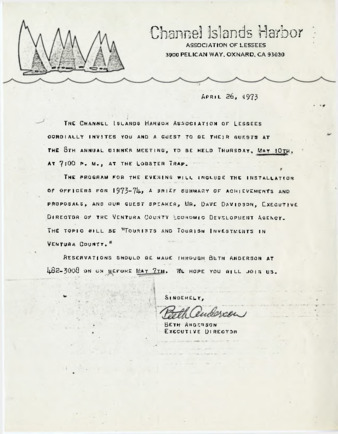 Channel Islands Harbor
ASSOCIATION OF LESSEES
3900 PELICAN WAY, OXNARD, CA 93030
APRIL 26, 1973
THE CHANNEL ISLANDS HARBOR ASSOCIATION OF LESSEES
CORDIALLY INVITES YOU AND A GUEST TO BE THEIR GUESTS AT
THE 8TH ANNUAL DINNER MEETING, TO BE HELD THURSDAY, MAY 10TH,
AT 7:00 P. M., AT THE LOBSTER TRAP.
THE PROGRAM FOR THE EVENING WILL INCLUDE THE INSTALLATION
OF OFFICERS FOR 1973-74, A BRIEF SUMMARY OF ACHIEVEMENTS AND
PROPOSALS, AND OUR GUEST SPEAKER, MR. DAVE DAVIDSON, EXECUTIVE
DIRECTOR OF THE VENTURA COUNTY ECONOMIC DEVELOPMENT AGENCY.
THE TOPIC WILL BE "TOURISTS AND TOURISM INVESTMENTS IN
VENTURA COUNTY."
RESERVATIONS SHOULD BE MADE THROUGH BETH ANDERSON AT
482-3008 ON OR BEFORE MAY 7TH. WE HOPE YOU WILL JOIN US.
SINCERELY,
Beth Anderson
BETH ANDERSON
EXECUTIVE DIRECTOR